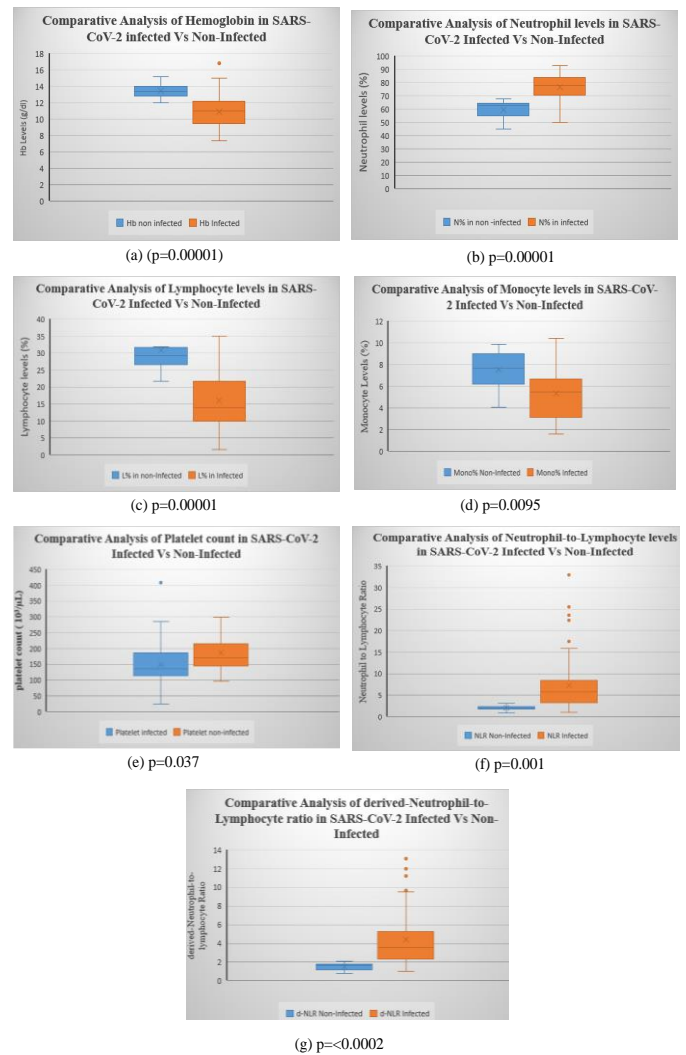 Comparative Analysis of Hemoglobin in SARS-
CoV-2 infected Vs Non-Infected
Hb Levels (g/dl)
18
16
14
12
10
8
6
4
2
0
Hb non infected Hb Infected
(a) (p=0.00001)
Comparative Analysis of Neutrophil levels in SARS-
CoV-2 Infected Vs Non-Infected
Neutrophil levels (%)
100
90
80
70
60
50
40
30
20
10
0
N% in non -infected N% in infected
(b) p=0.00001
Comparative Analysis of Lymphocyte levels in SARS-
CoV-2 Infected Vs Non-Infected
Lymphocyte levels (%)
40
35
30
25
20
15
10
5
0
L% in non-Infected L% in Infected
(c) p=0.00001
Comparative Analysis of Monocyte levels in SARS-CoV-
2 Infected Vs Non-Infected
Monocyte Levels (%)
12
10
8
6
4
2
0
Mono% Non-Infected Mono% Infected
(d) p=0.0095
Comparative Analysis of Platelet count in SARS-CoV-2
Infected Vs Non-Infected
platelet count ( 10³/µL)
450
400
350
300
250
200
150
100
50
0
Platelet infected Platelet non-infected
(e) p=0.037
Comparative Analysis of Neutrophil-to-Lymphocyte levels
in SARS-CoV-2 Infected Vs Non-Infected
Neutrophil to Lymphocyte Ratio
35
30
25
20
15
10
5
0
NLR Non-Infected NLR Infected
(f) p=0.001
Comparative Analysis of derived-Neutrophil-to-
Lymphocyte ratio in SARS-CoV-2 Infected Vs Non-
Infected
derived-Neutrophil-to-
lymphocyte Ratio
14
12
10
8
6
4
2
0
d-NLR Non-Infected d-NLR Infected
(g) p=<0.0002